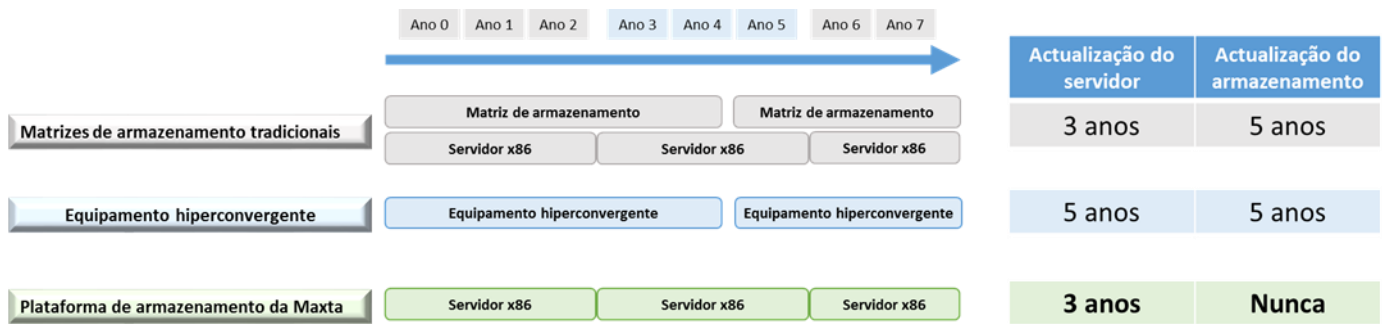 Ano 0 Ano 1 Ano 2 Ano 3 Ano 4 Ano 5 Ano 6 Ano 7
Actualização do
servidor
Actualização do
armazenamento
Matrizes de armazenamento tradicionais
Matriz de armazenamento Matriz de armazenamento
Servidor x86 Servidor x86 Servidor x86
3 anos 5 anos
Equipamento hiperconvergente
Equipamento hiperconvergente Equipamento hiperconvergente
5 anos 5 anos
Plataforma de armazenamento da Maxta
Servidor x86 Servidor x86 Servidor x86
3 anos Nunca